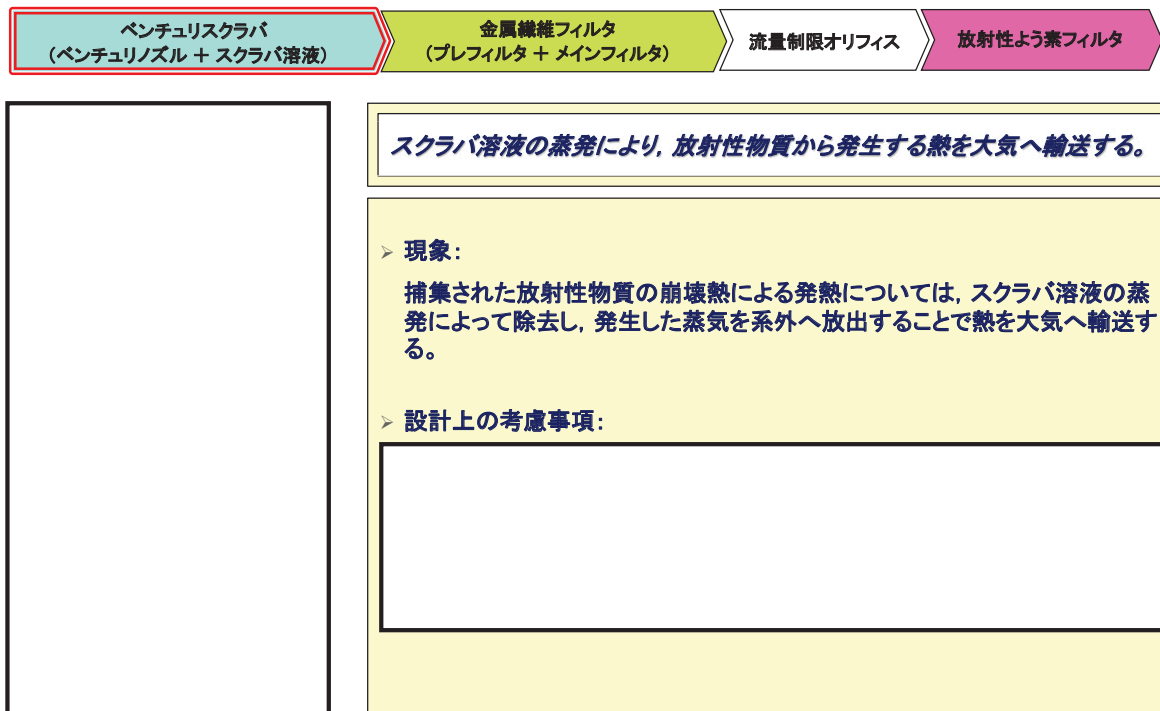 ベンチュリスクラバ
（ベンチュリノズル ＋ スクラバ溶液）
金属繊維フィルタ
（プレフィルタ ＋ メインフィルタ）
流量制限オリフィス
放射性よう素フィルタ
スクラバ溶液の蒸発により，放射性物質から発生する熱を大気へ輸送する。
➢ 現象：
捕集された放射性物質の崩壊熱による発熱については，スクラバ溶液の蒸
発によって除去し，発生した蒸気を系外へ放出することで熱を大気へ輸送す
る。
➢ 設計上の考慮事項：